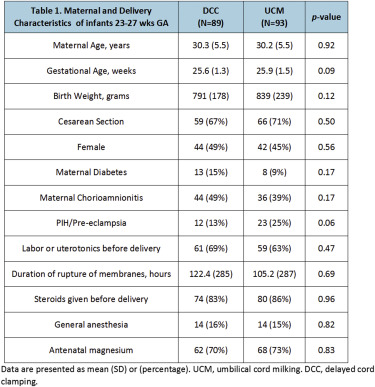 Table 1. Maternal and Delivery Characteristics of infants 23-27 wks GA | DCC (N=89) | UCM (N=93) | p-value
Maternal Age, years | 30.3 (5.5) | 30.2 (5.5) | 0.92
Gestational Age, weeks | 25.6 (1.3) | 25.9 (1.5) | 0.09
Birth Weight, grams | 791 (178) | 839 (239) | 0.12
Cesarean Section | 59 (67%) | 66 (71%) | 0.50
Female | 44 (49%) | 42 (45%) | 0.56
Maternal Diabetes | 13 (15%) | 8 (9%) | 0.17
Maternal Chorioamnionitis | 44 (49%) | 36 (39%) | 0.17
PIH/Pre-eclampsia | 12 (13%) | 23 (25%) | 0.06
Labor or uterotonics before delivery | 61 (69%) | 59 (63%) | 0.47
Duration of rupture of membranes, hours | 122.4 (285) | 105.2 (287) | 0.69
Steroids given before delivery | 74 (83%) | 80 (86%) | 0.96
General anesthesia | 14 (16%) | 14 (15%) | 0.82
Antenatal magnesium | 62 (70%) | 68 (73%) | 0.83
Data are presented as mean (SD) or (percentage). UCM, umbilical cord milking. DCC, delayed cord
clamping.